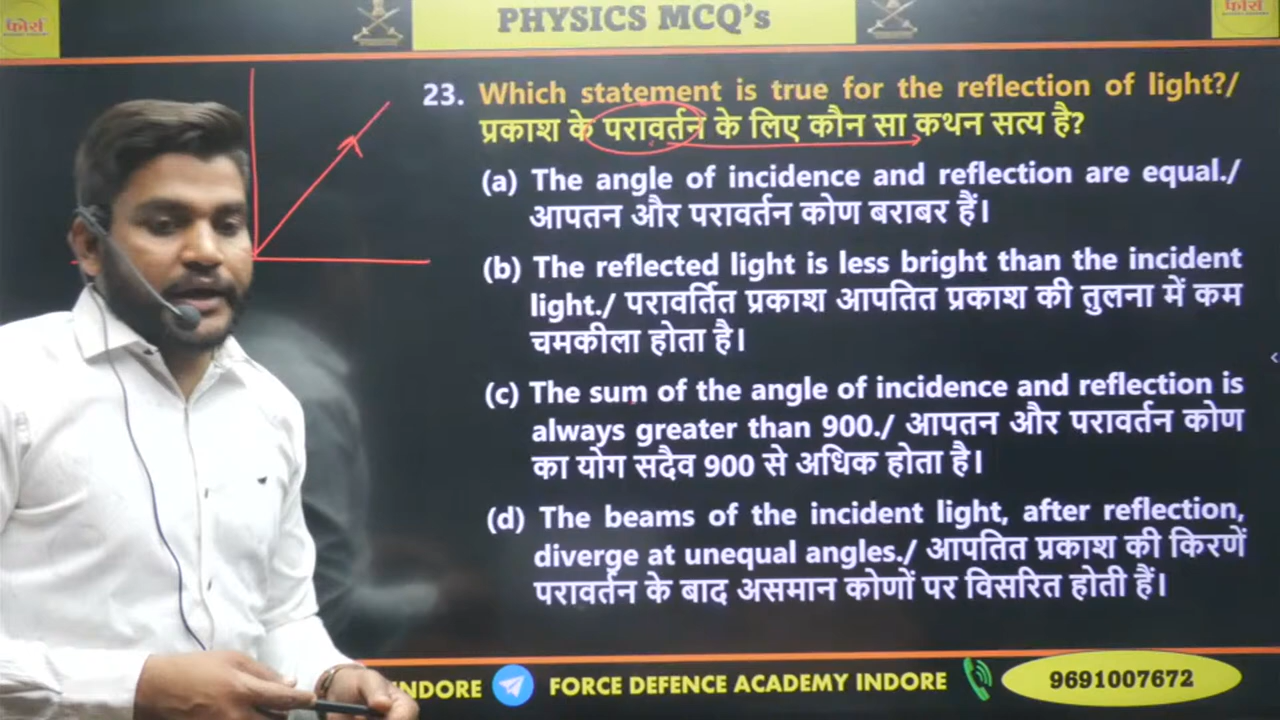 फोर्स
PHYSICS MCQ's
फोर्स
23. Which statement is true for the reflection of light?/
प्रकाश के परावर्तन के लिए कौन सा कथन सत्य है?
(a) The angle of incidence and reflection are equal./
आपतन और परावर्तन कोण बराबर हैं।
(b) The reflected light is less bright than the incident
light./ परावर्तित प्रकाश आपतित प्रकाश की तुलना में कम
चमकीला होता है।
(c) The sum of the angle of incidence and reflection is
always greater than 900./ आपतन और परावर्तन कोण
का योग सदैव 900 से अधिक होता है।
(d) The beams of the incident light, after reflection,
diverge at unequal angles./ आपतित प्रकाश की किरणें
परावर्तन के बाद असमान कोणों पर विसरित होती हैं।
INDORE FORCE DEFENCE ACADEMY INDORE 9691007672